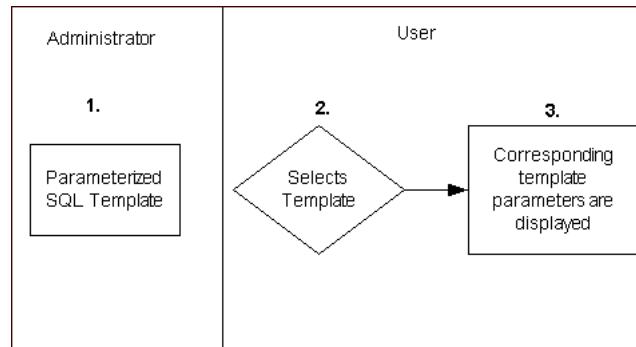 Administrator
User
1.
Parameterized
SQL Template
2.
Selects
Template
3.
Corresponding
template
parameters are
displayed